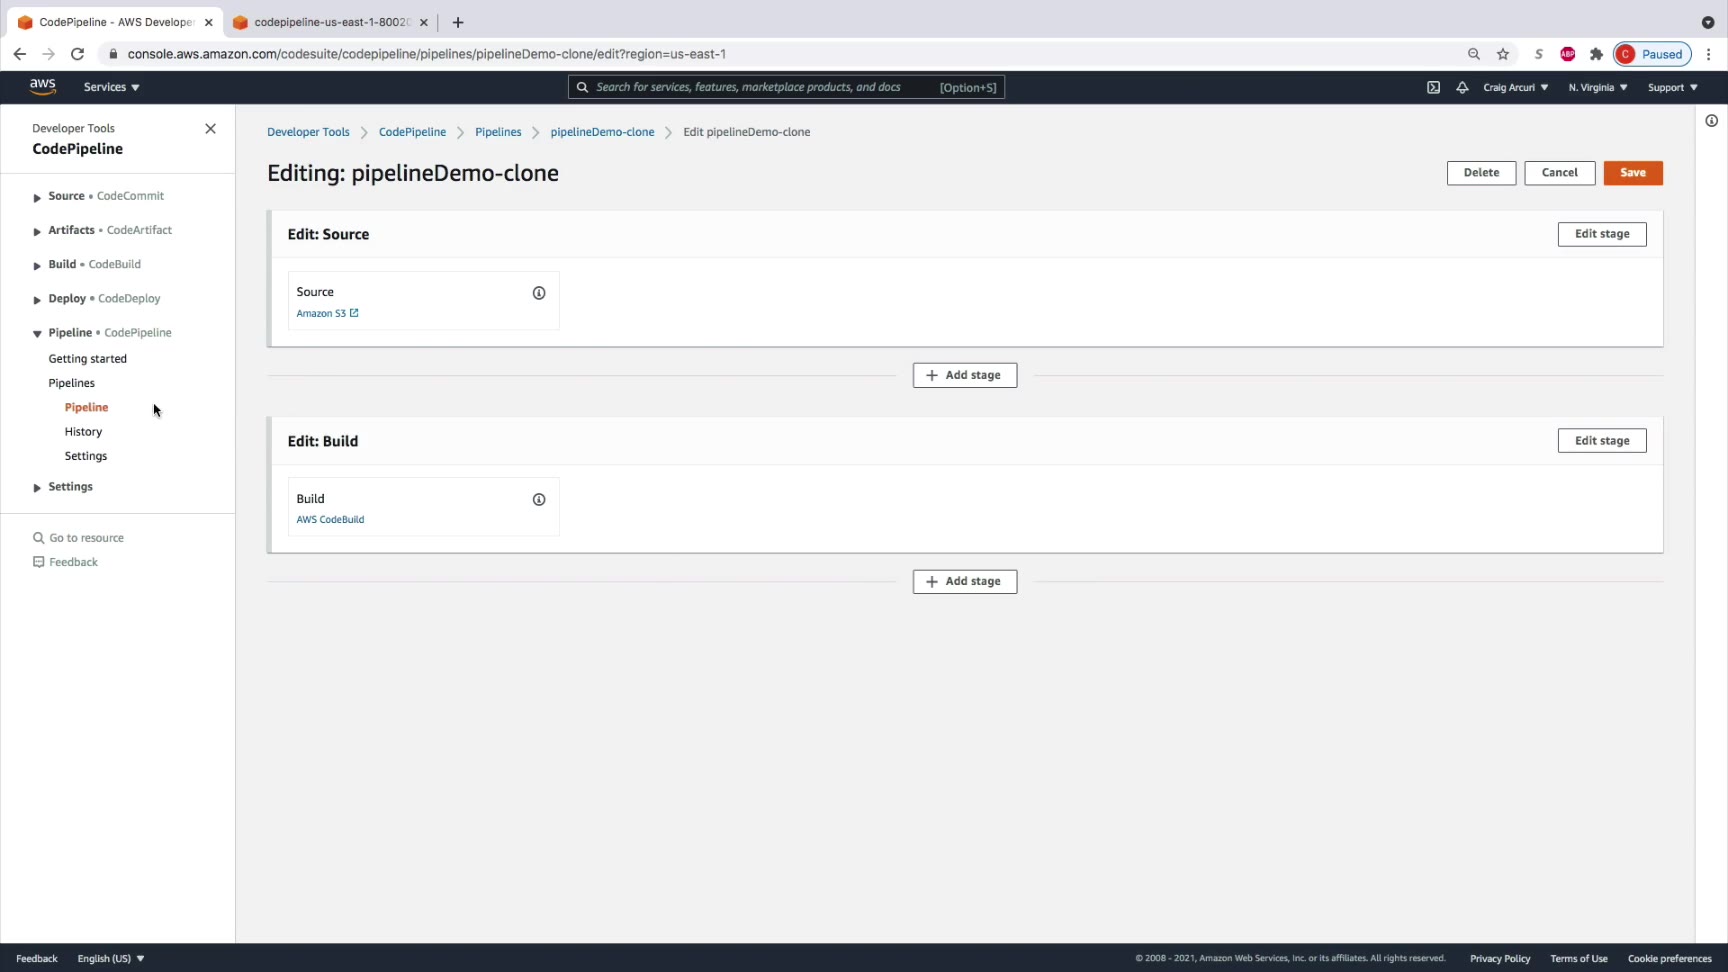 CodePipeline - AWS Developer
codepipeline-us-east-1-80020
console.aws.amazon.com/codesuite/codepipeline/pipelines/pipelineDemo-clone/edit?region=us-east-1
S
ABP
C Paused
aws
Services
Search for services, features, marketplace products, and docs [Option+S]
Craig Arcuri
N. Virginia
Support
Developer Tools
CodePipeline
Source • CodeCommit
Artifacts • CodeArtifact
Build • CodeBuild
Deploy • CodeDeploy
Pipeline • CodePipeline
Getting started
Pipelines
Pipeline
History
Settings
Settings
Go to resource
Feedback
Developer Tools > CodePipeline > Pipelines > pipelineDemo-clone > Edit pipelineDemo-clone
Editing: pipelineDemo-clone
Delete
Cancel
Save
Edit: Source
Edit stage
Source
Amazon S3
+ Add stage
Edit: Build
Edit stage
Build
AWS CodeBuild
+ Add stage
Feedback
English (US)
© 2008 - 2021, Amazon Web Services, Inc. or its affiliates. All rights reserved.
Privacy Policy
Terms of Use
Cookie preferences